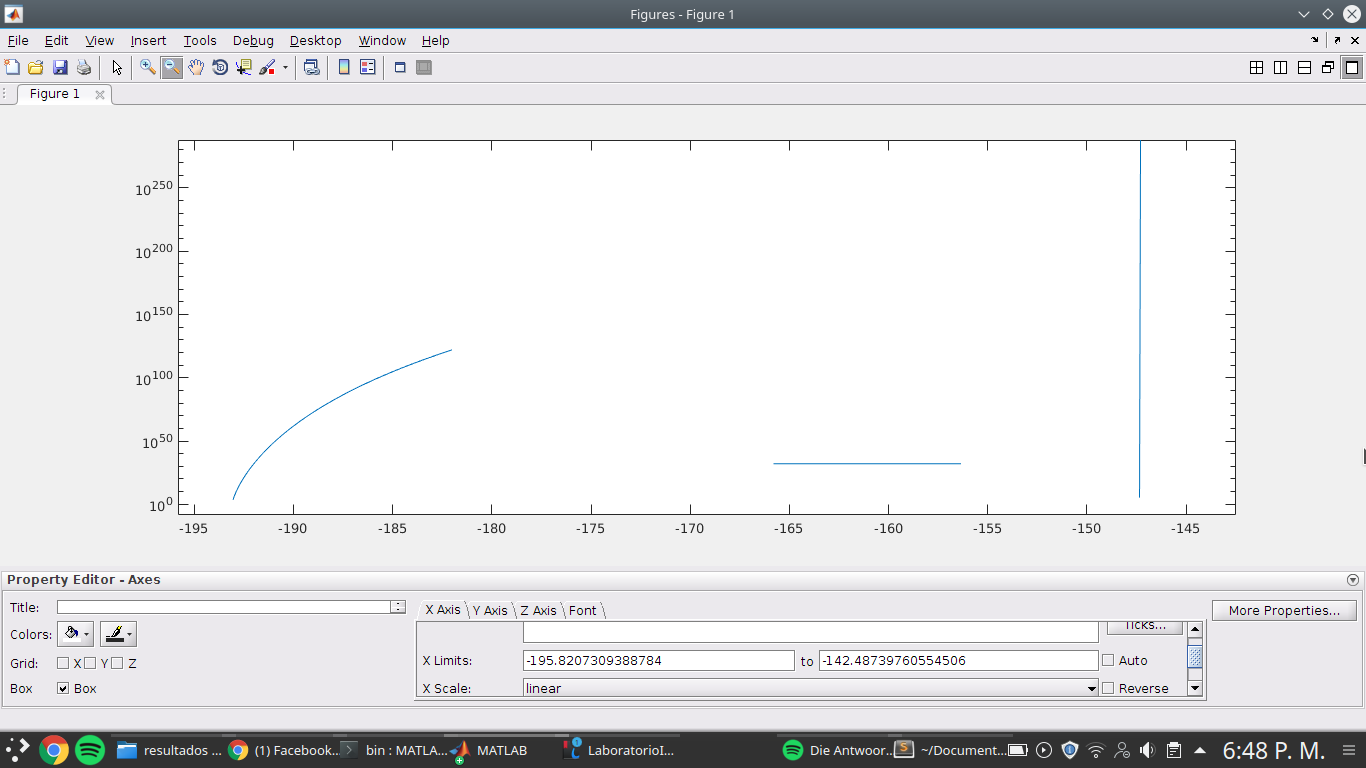 Figures - Figure 1
File Edit View Insert Tools Debug Desktop Window Help
Figure 1
10^250
10^200
10^150
10^100
10^50
10^0
-195 -190 -185 -180 -175 -170 -165 -160 -155 -150 -145
Property Editor - Axes
Title:
Colors:
Grid: X Y Z
Box Box
X Axis Y Axis Z Axis Font
Ticks...
X Limits: -195.8207309388784 to -142.48739760554506 Auto
X Scale: linear Reverse
More Properties...
resultados ... (1) Facebook... bin : MATLA... MATLAB 1 LaboratorioI... Die Antwoor... ~/Document... 6:48 P. M.